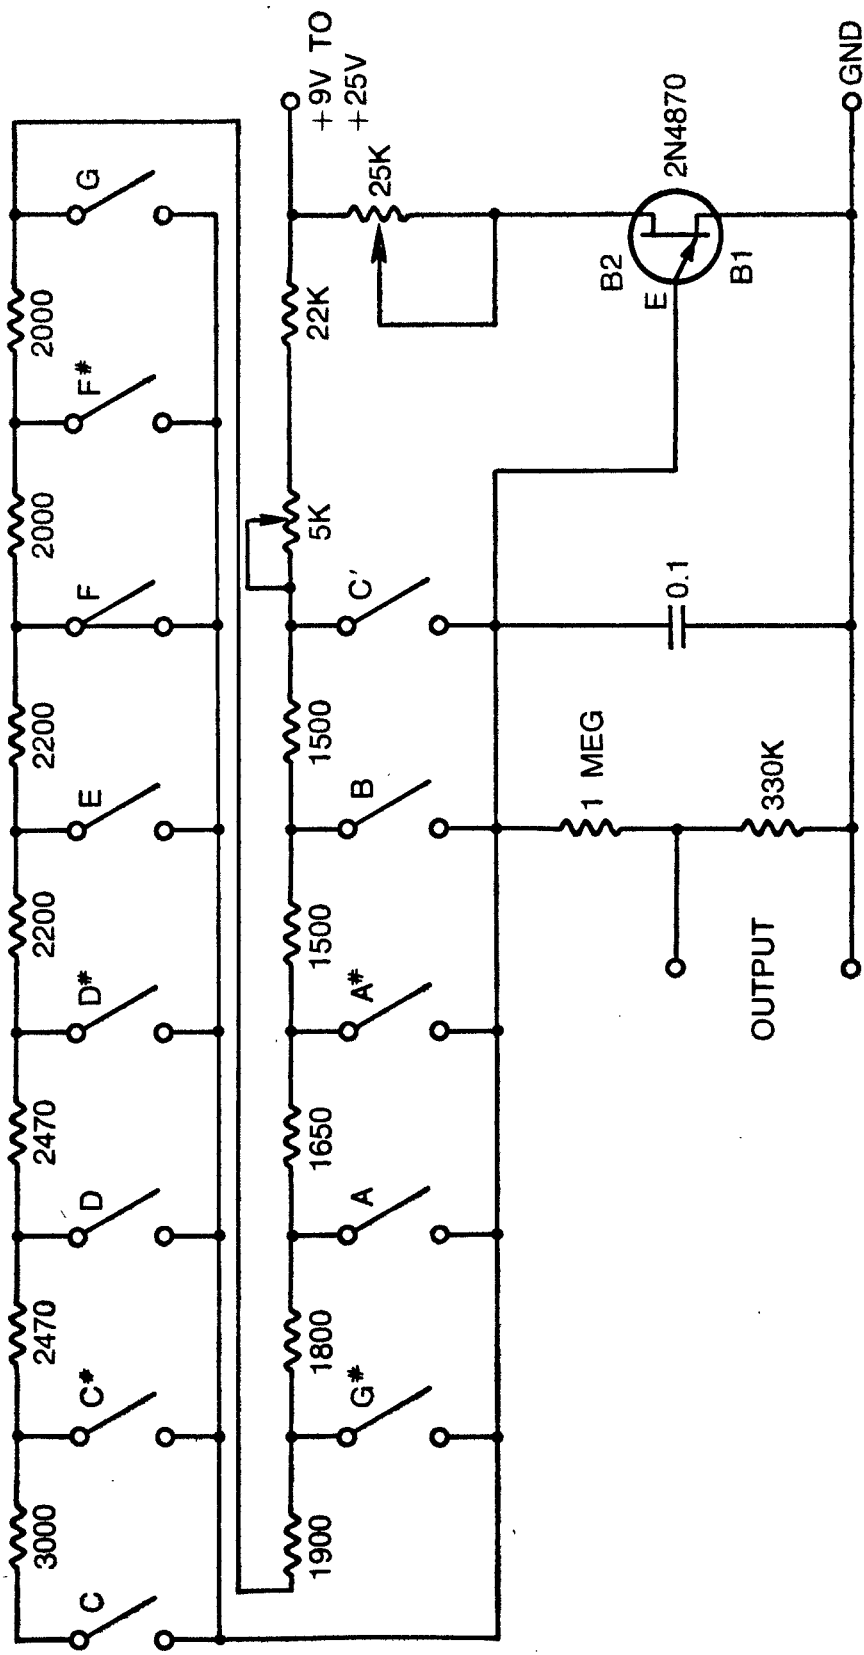 C
C#
D
D#
E
F
F#
G
3000
2470
2470
2200
2200
2000
2000
1900
1800
1650
1500
1500
5K
22K
G#
A
A#
B
C'
+9V TO
+25V
25K
B2
E
B1
2N4870
0.1
1 MEG
330K
OUTPUT
GND